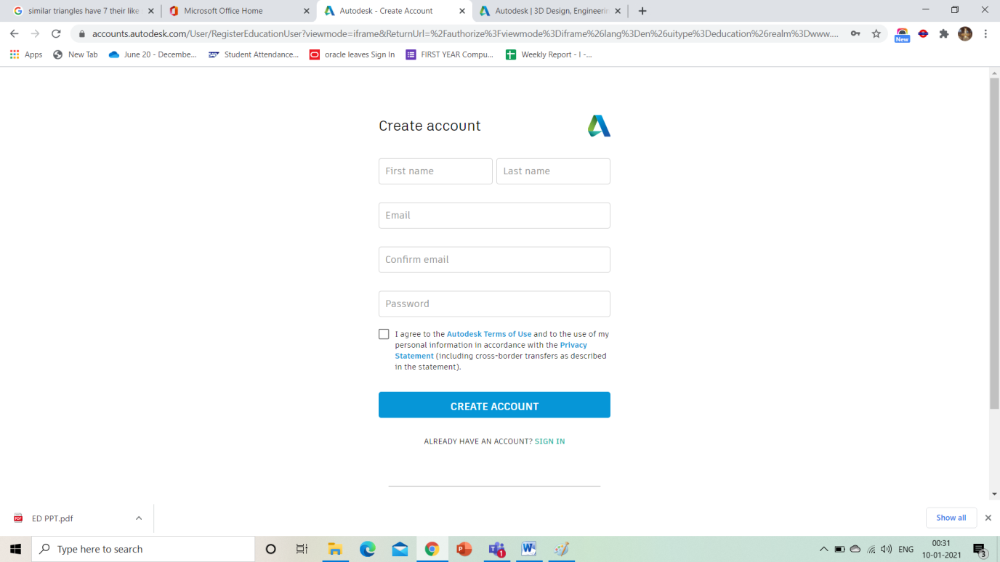 similar triangles have 7 their like
Microsoft Office Home
Autodesk - Create Account
Autodesk | 3D Design, Engineerin
accounts.autodesk.com/User/RegisterEducationUser?viewmode=iframe&ReturnUrl=%2Fauthorize%3Fviewmode%3Diframe%26lang%3Den%26uitype%3Deducation%26realm%3Dwww....
New
Apps
New Tab
June 20 - Decembe...
SAP
Student Attendance...
oracle leaves Sign In
FIRST YEAR Compu...
Weekly Report - I -...
Create account
First name
Last name
Email
Confirm email
Password
I agree to the Autodesk Terms of Use and to the use of my
personal information in accordance with the Privacy
Statement (including cross-border transfers as described
in the statement).
CREATE ACCOUNT
ALREADY HAVE AN ACCOUNT? SIGN IN
PDF
ED PPT.pdf
Show all
Type here to search
1
ENG
00:31
10-01-2021
3